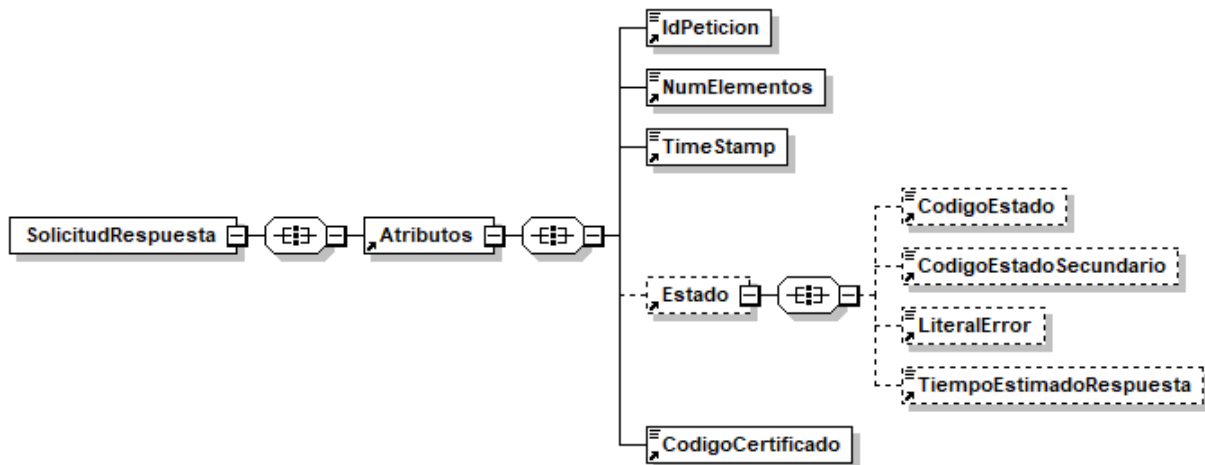 IdPeticion
NumElementos
TimeStamp
SolicitudRespuesta
Atributos
Estado
CodigoEstado
CodigoEstadoSecundario
LiteralError
TiempoEstimadoRespuesta
CodigoCertificado